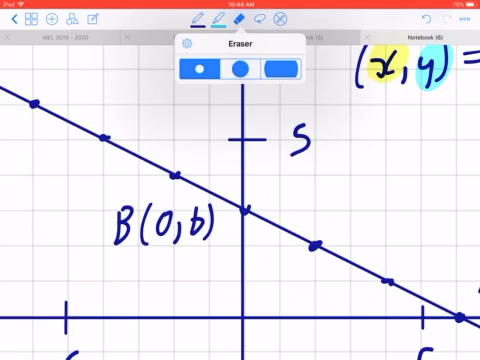 iPad
10:44 AM
79%
MEL 2019 - 2020
Notebook (6)
Eraser
(x, y) =
5
B(0, b)